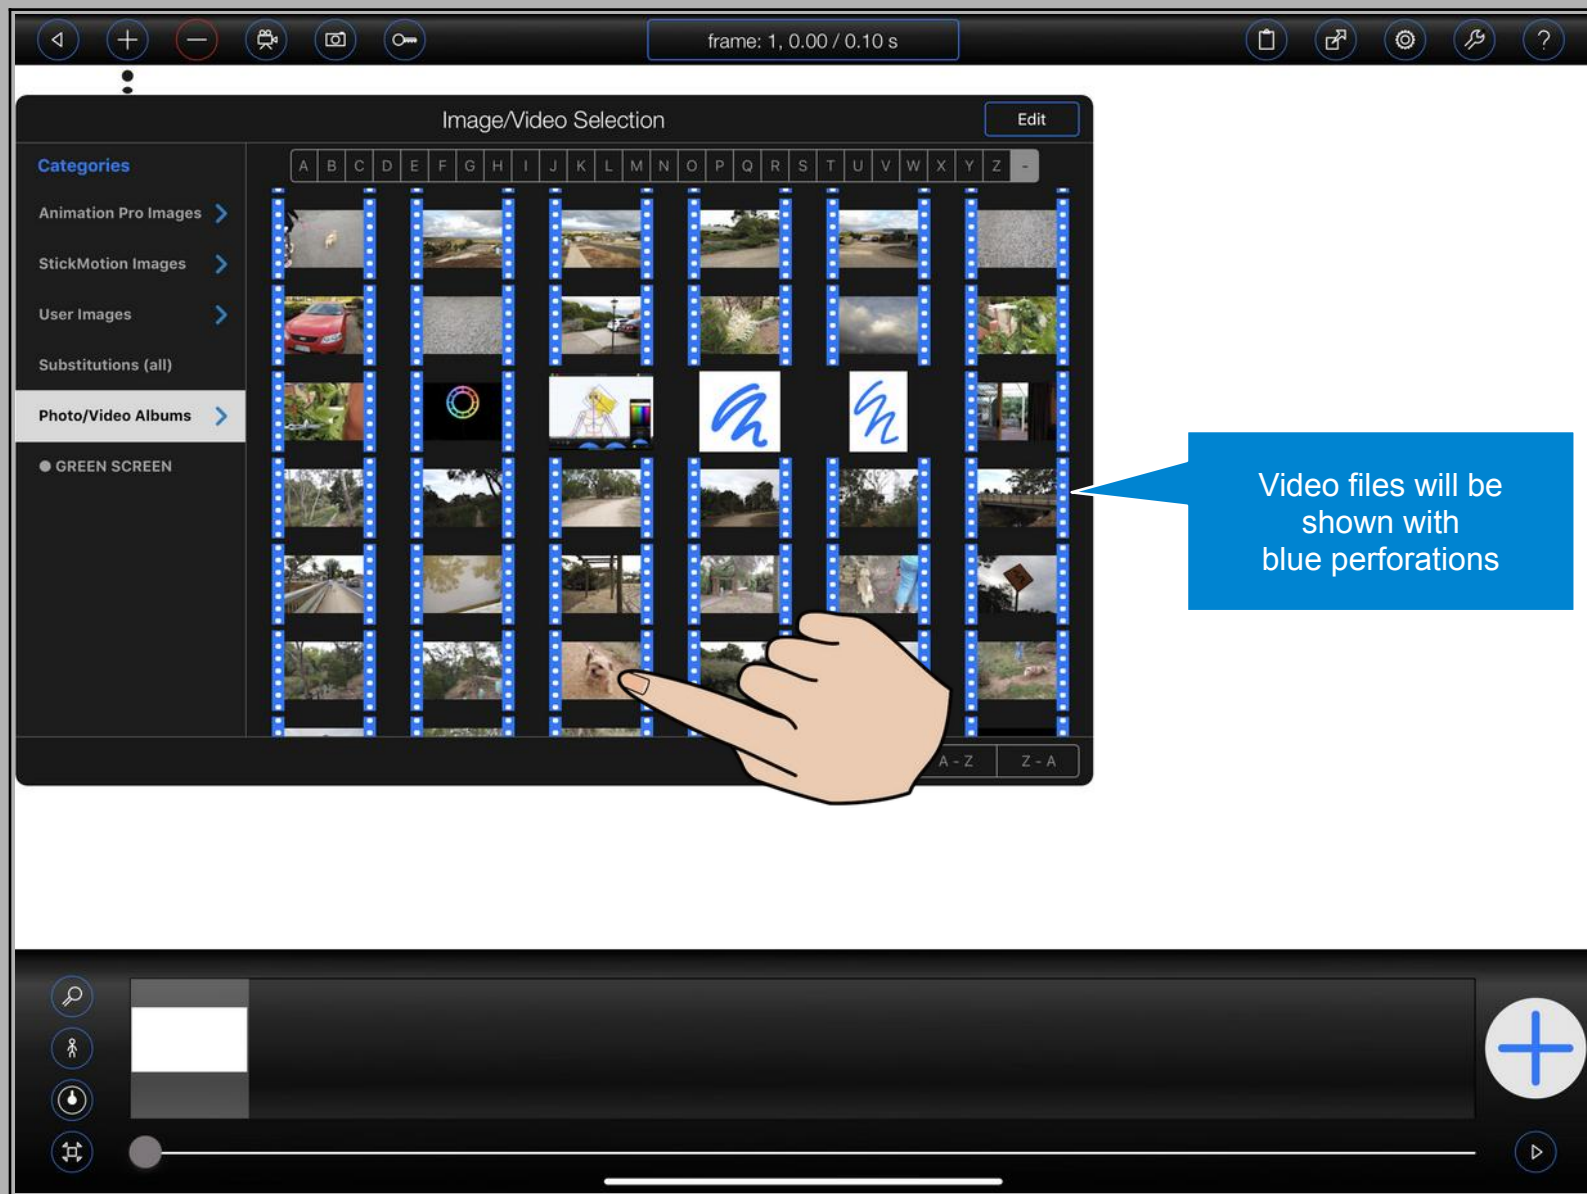 frame: 1, 0.00 / 0.10 s
?
Image/Video Selection
Edit
Categories
A B C D E F G H I J K L M N O P Q R S T U V W X Y Z -
Animation Pro Images
StickMotion Images
User Images
Substitutions (all)
Photo/Video Albums
GREEN SCREEN
Video files will be
shown with
blue perforations
A - Z Z - A